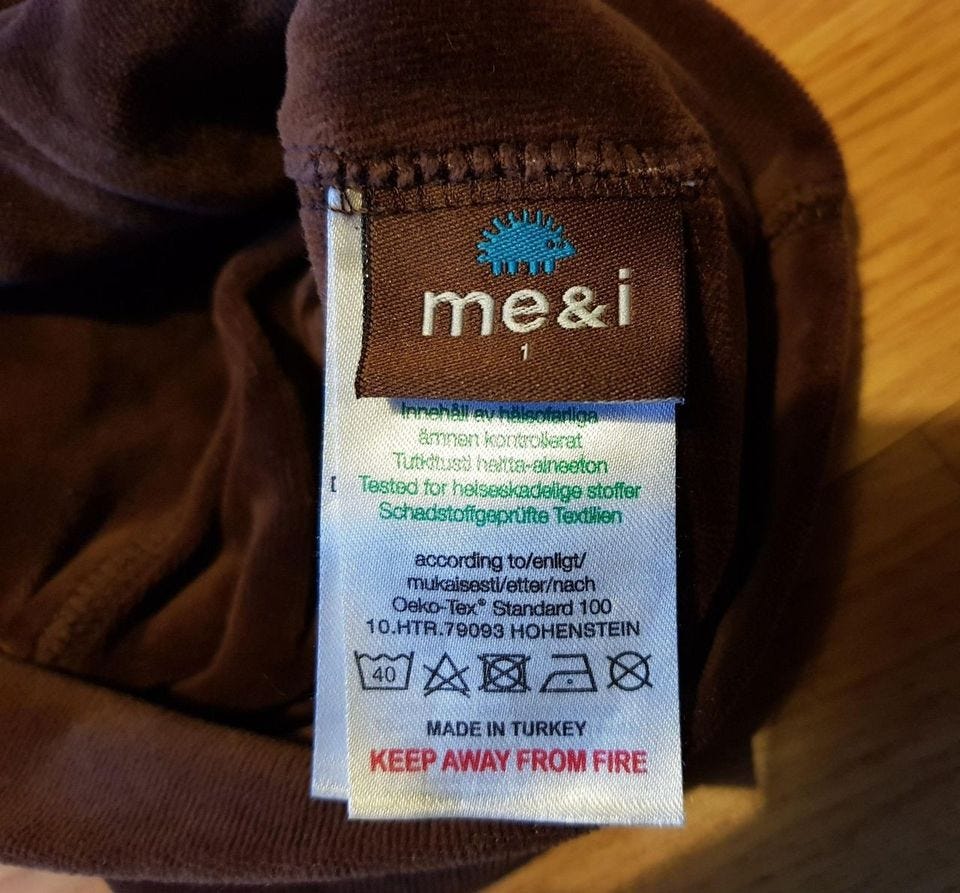 me&i
1
Innehåll av hälsofarliga
ämnen kontrollerat
Tutkitusti haitta-aineeton
Tested for helseskadelige stoffer
Schadstoffgeprüfte Textilien
according to/enligt/
mukaisesti/etter/nach
Oeko-Tex® Standard 100
10.HTR.79093 HOHENSTEIN
40
MADE IN TURKEY
KEEP AWAY FROM FIRE